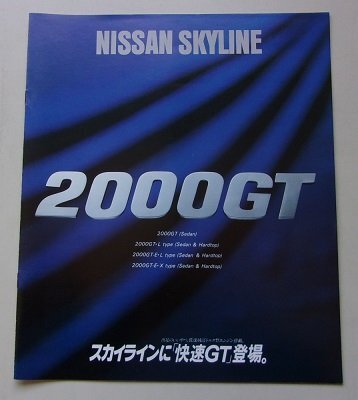 NISSAN SKYLINE
2000GT
2000GT (Sedan)
2000GT・L type (Sedan & Hardtop)
2000GT-E・L type (Sedan & Hardtop)
2000GT-E・X type (Sedan & Hardtop)
スカイラインに「快速GT」登場。